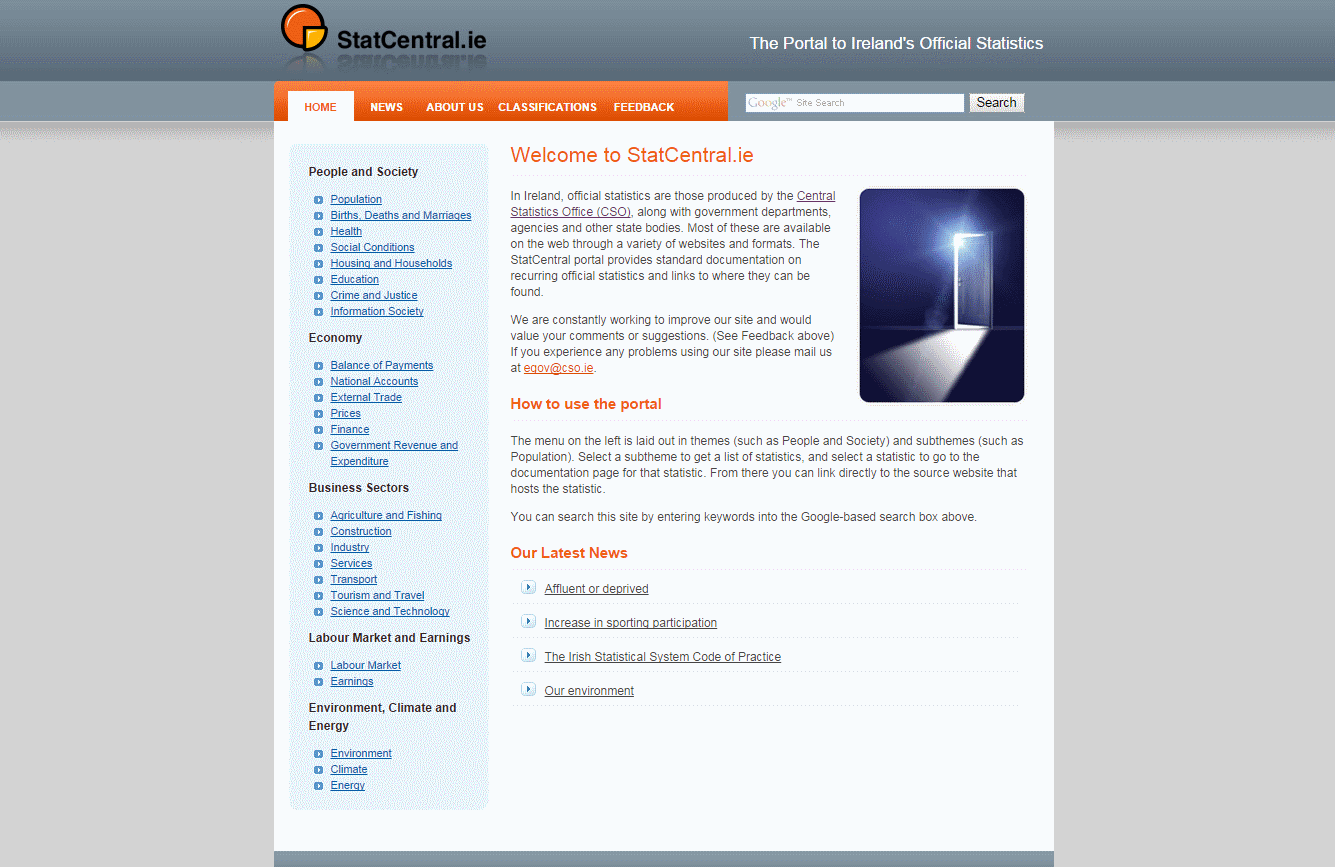 StatCentral.ie
The Portal to Ireland's Official Statistics
HOME
NEWS
ABOUT US
CLASSIFICATIONS
FEEDBACK
Google™ Site Search
Search
People and Society
Population
Births, Deaths and Marriages
Health
Social Conditions
Housing and Households
Education
Crime and Justice
Information Society
Economy
Balance of Payments
National Accounts
External Trade
Prices
Finance
Government Revenue and
Expenditure
Business Sectors
Agriculture and Fishing
Construction
Industry
Services
Transport
Tourism and Travel
Science and Technology
Labour Market and Earnings
Labour Market
Earnings
Environment, Climate and
Energy
Environment
Climate
Energy
Welcome to StatCentral.ie
In Ireland, official statistics are those produced by the Central
Statistics Office (CSO), along with government departments,
agencies and other state bodies. Most of these are available
on the web through a variety of websites and formats. The
StatCentral portal provides standard documentation on
recurring official statistics and links to where they can be
found.
We are constantly working to improve our site and would
value your comments or suggestions. (See Feedback above)
If you experience any problems using our site please mail us
at egov@cso.ie.
How to use the portal
The menu on the left is laid out in themes (such as People and Society) and subthemes (such as
Population). Select a subtheme to get a list of statistics, and select a statistic to go to the
documentation page for that statistic. From there you can link directly to the source website that
hosts the statistic.
You can search this site by entering keywords into the Google-based search box above.
Our Latest News
Affluent or deprived
Increase in sporting participation
The Irish Statistical System Code of Practice
Our environment